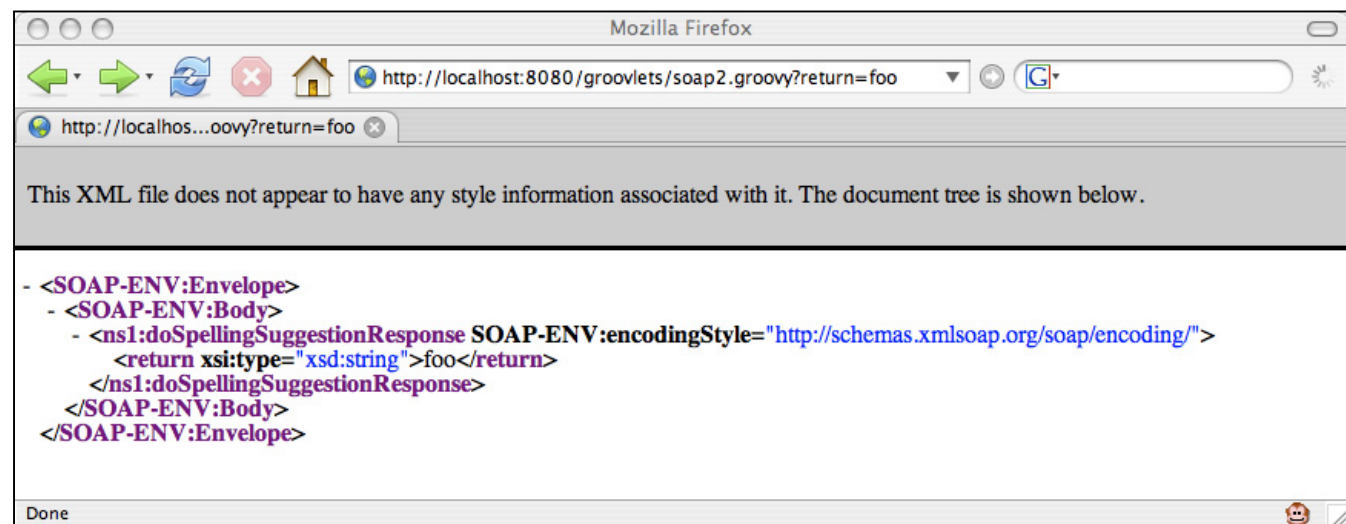 Mozilla Firefox
http://localhost:8080/groovlets/soap2.groovy?return=foo
G
http://localhos...oovy?return=foo
This XML file does not appear to have any style information associated with it. The document tree is shown below.
- <SOAP-ENV:Envelope>
- <SOAP-ENV:Body>
- <ns1:doSpellingSuggestionResponse SOAP-ENV:encodingStyle="http://schemas.xmlsoap.org/soap/encoding/">
<return xsi:type="xsd:string">foo</return>
</ns1:doSpellingSuggestionResponse>
</SOAP-ENV:Body>
</SOAP-ENV:Envelope>
Done